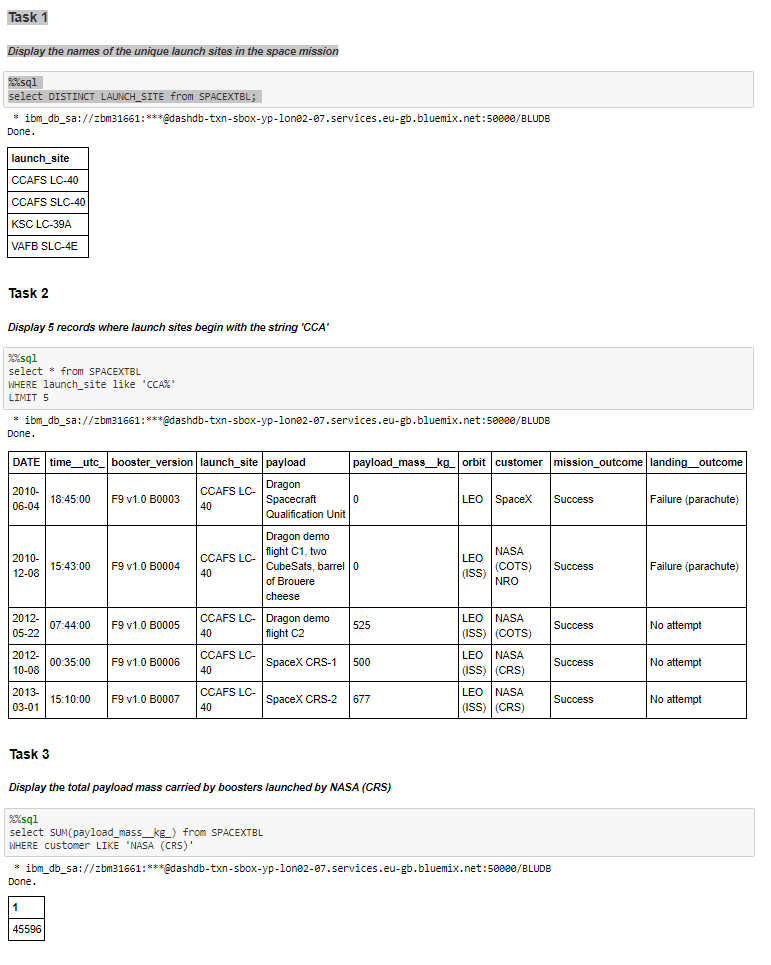 Task 1
Display the names of the unique launch sites in the space mission
%%sql
select DISTINCT LAUNCH_SITE from SPACEXTBL;
* ibm_db_sa://zbm31661:***@dashdb-txn-sbox-yp-lon02-07.services.eu-gb.bluemix.net:50000/BLUDB
Done.
launch_site
CCAFS LC-40
CCAFS SLC-40
KSC LC-39A
VAFB SLC-4E
Task 2
Display 5 records where launch sites begin with the string 'CCA'
%%sql
select * from SPACEXTBL
WHERE launch_site like 'CCA%'
LIMIT 5
* ibm_db_sa://zbm31661:***@dashdb-txn-sbox-yp-lon02-07.services.eu-gb.bluemix.net:50000/BLUDB
Done.
DATE time__utc_ booster_version launch_site payload payload_mass__kg_ orbit customer mission_outcome landing__outcome
2010-
06-04
18:45:00
F9 v1.0 B0003
CCAFS LC-
40
Dragon
Spacecraft
Qualification Unit
0
LEO
SpaceX
Success
Failure (parachute)
2010-
12-08
15:43:00
F9 v1.0 B0004
CCAFS LC-
40
Dragon demo
flight C1, two
CubeSats, barrel
of Brouere
cheese
0
LEO
(ISS)
NASA
(COTS)
NRO
Success
Failure (parachute)
2012-
05-22
07:44:00
F9 v1.0 B0005
CCAFS LC-
40
Dragon demo
flight C2
525
LEO
(ISS)
NASA
(COTS)
Success
No attempt
2012-
10-08
00:35:00
F9 v1.0 B0006
CCAFS LC-
40
SpaceX CRS-1
500
LEO
(ISS)
NASA
(CRS)
Success
No attempt
2013-
03-01
15:10:00
F9 v1.0 B0007
CCAFS LC-
40
SpaceX CRS-2
677
LEO
(ISS)
NASA
(CRS)
Success
No attempt
Task 3
Display the total payload mass carried by boosters launched by NASA (CRS)
%%sql
select SUM(payload_mass__kg_) from SPACEXTBL
WHERE customer LIKE 'NASA (CRS)'
* ibm_db_sa://zbm31661:***@dashdb-txn-sbox-yp-lon02-07.services.eu-gb.bluemix.net:50000/BLUDB
Done.
1
45596